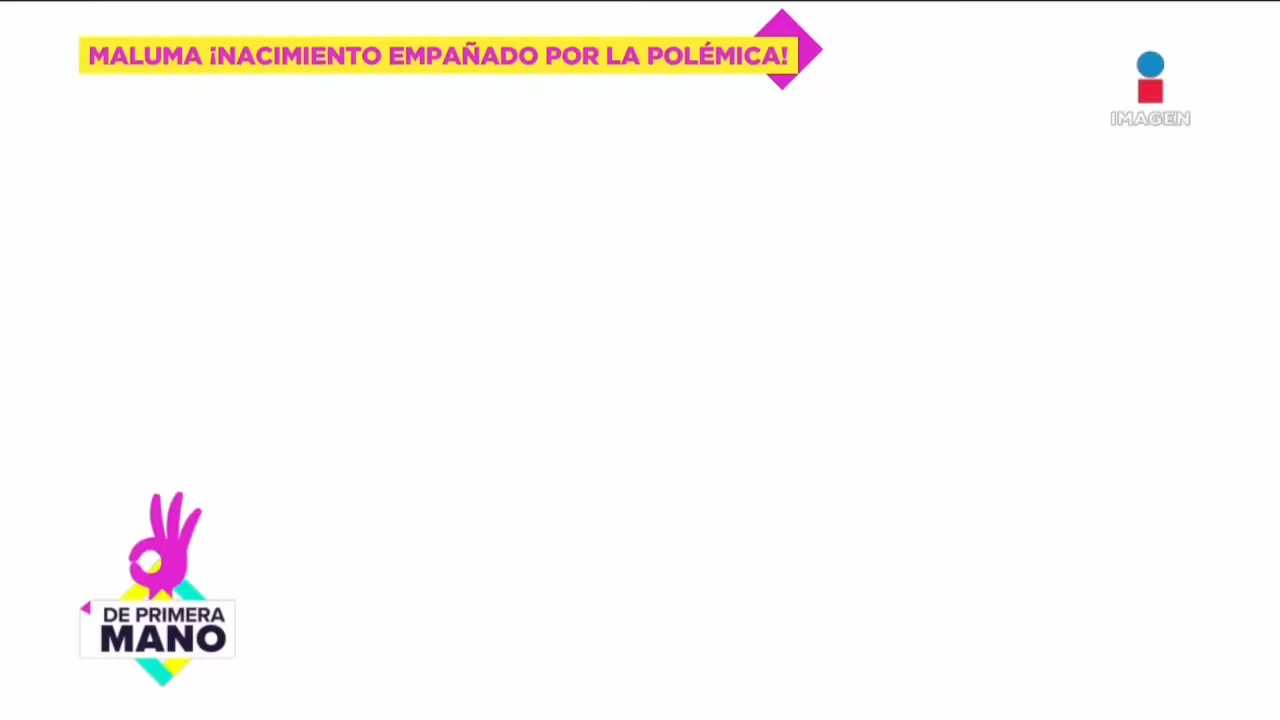 MALUMA ¡NACIMIENTO EMPAÑADO POR LA POLÉMICA!
IMAGEN
DE PRIMERA
MANO